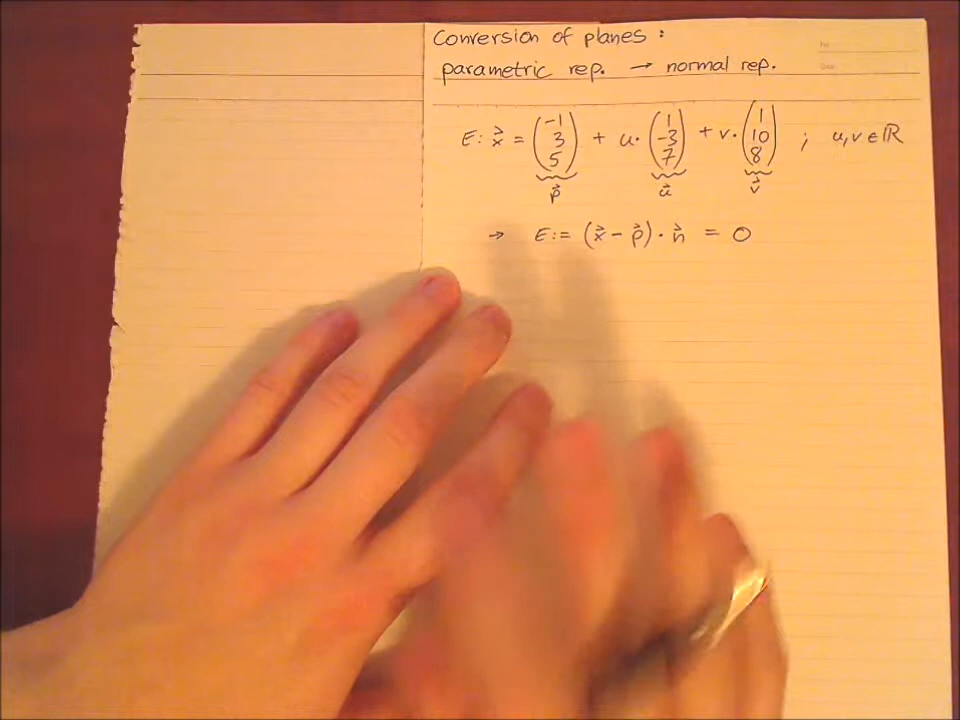 Conversion of planes :
parametric rep. → normal rep.
E: x⃗ = (-1 3 5) + u· (1 -3 7) + v· (1 10 8) ; u,v ∈ ℝ
p⃗ u⃗ v⃗
→ E:= (x⃗ - p⃗) · n⃗ = 0